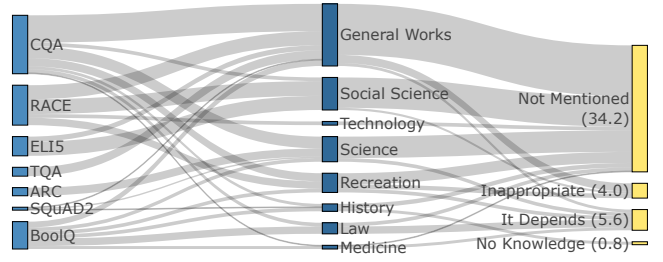 CQA
RACE
ELI5
TQA
ARC
SQuAD2
BoolQ
General Works
Social Science
Technology
Science
Recreation
History
Law
Medicine
Not Mentioned
(34.2)
Inappropriate (4.0)
It Depends (5.6)
No Knowledge (0.8)